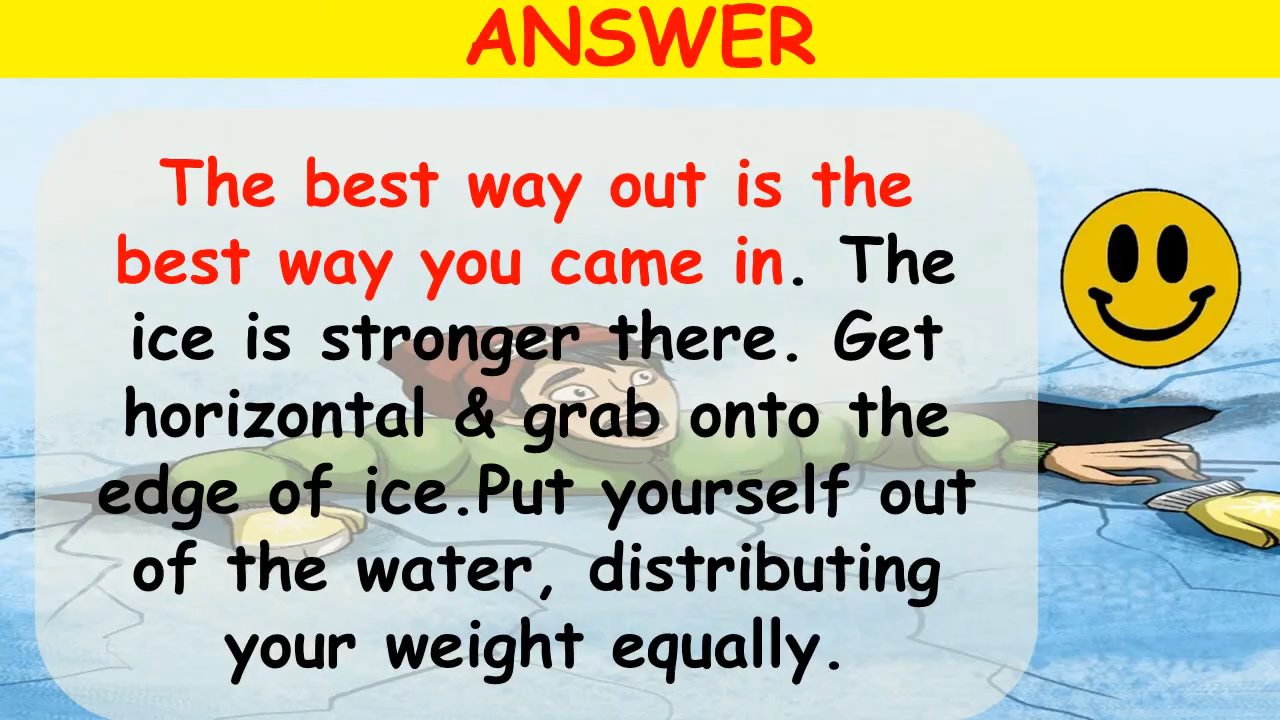 ANSWER
The best way out is the
best way you came in. The
ice is stronger there. Get
horizontal & grab onto the
edge of ice.Put yourself out
of the water, distributing
your weight equally.